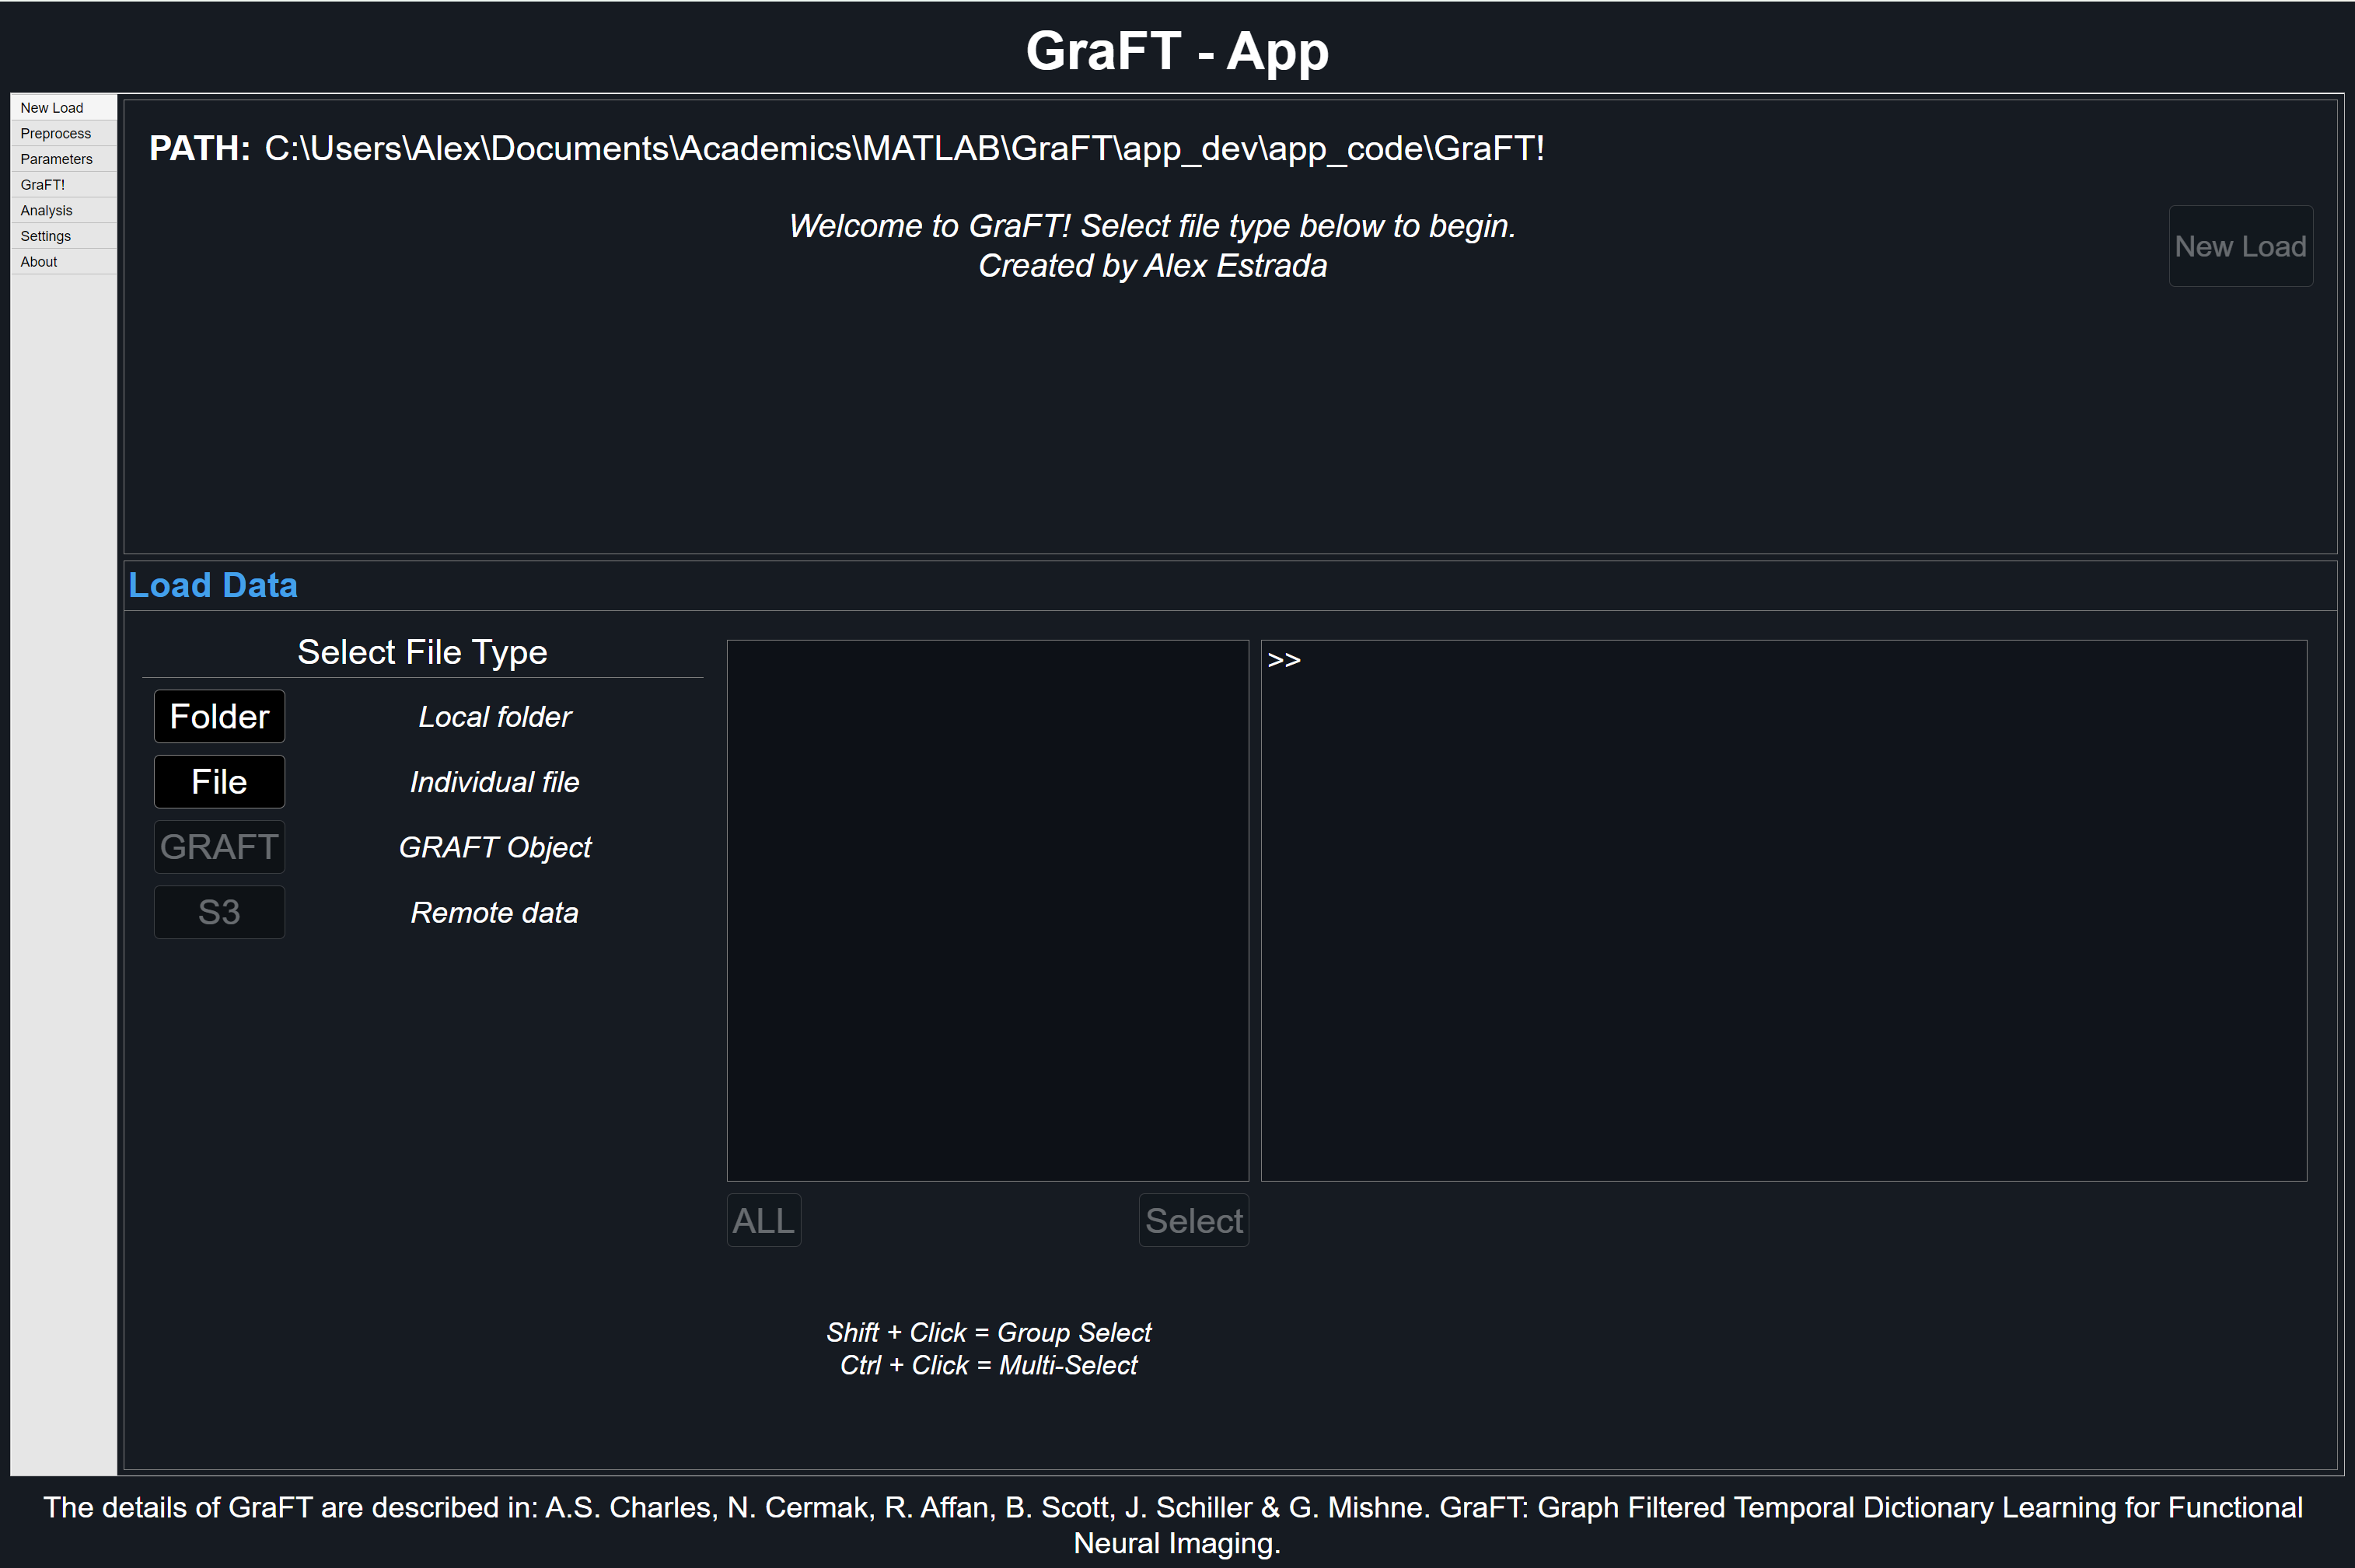 GraFT - App
New Load
Preprocess
Parameters
GraFT!
Analysis
Settings
About
PATH: C:\Users\Alex\Documents\Academics\MATLAB\GraFT\app_dev\app_code\GraFT!
Welcome to GraFT! Select file type below to begin.
Created by Alex Estrada
New Load
Load Data
Select File Type
Folder Local folder
File Individual file
GRAFT GRAFT Object
S3 Remote data
>>
ALL Select
Shift + Click = Group Select
Ctrl + Click = Multi-Select
The details of GraFT are described in: A.S. Charles, N. Cermak, R. Affan, B. Scott, J. Schiller & G. Mishne. GraFT: Graph Filtered Temporal Dictionary Learning for Functional
Neural Imaging.